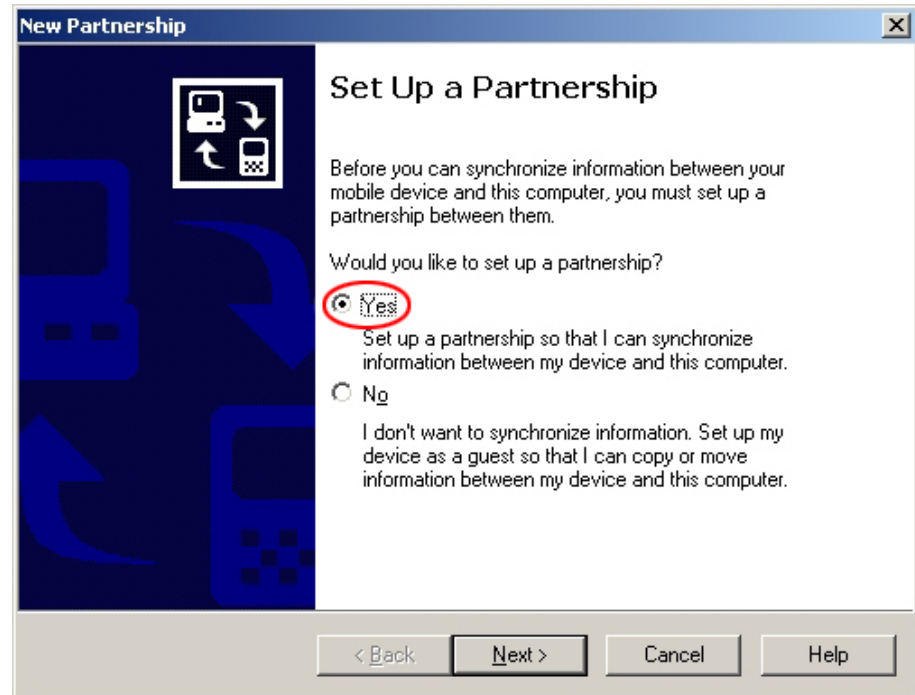 New Partnership
Set Up a Partnership
Before you can synchronize information between your
mobile device and this computer, you must set up a
partnership between them.
Would you like to set up a partnership?
Yes
Set up a partnership so that I can synchronize
information between my device and this computer.
No
I don't want to synchronize information. Set up my
device as a guest so that I can copy or move
information between my device and this computer.
< Back
Next >
Cancel
Help